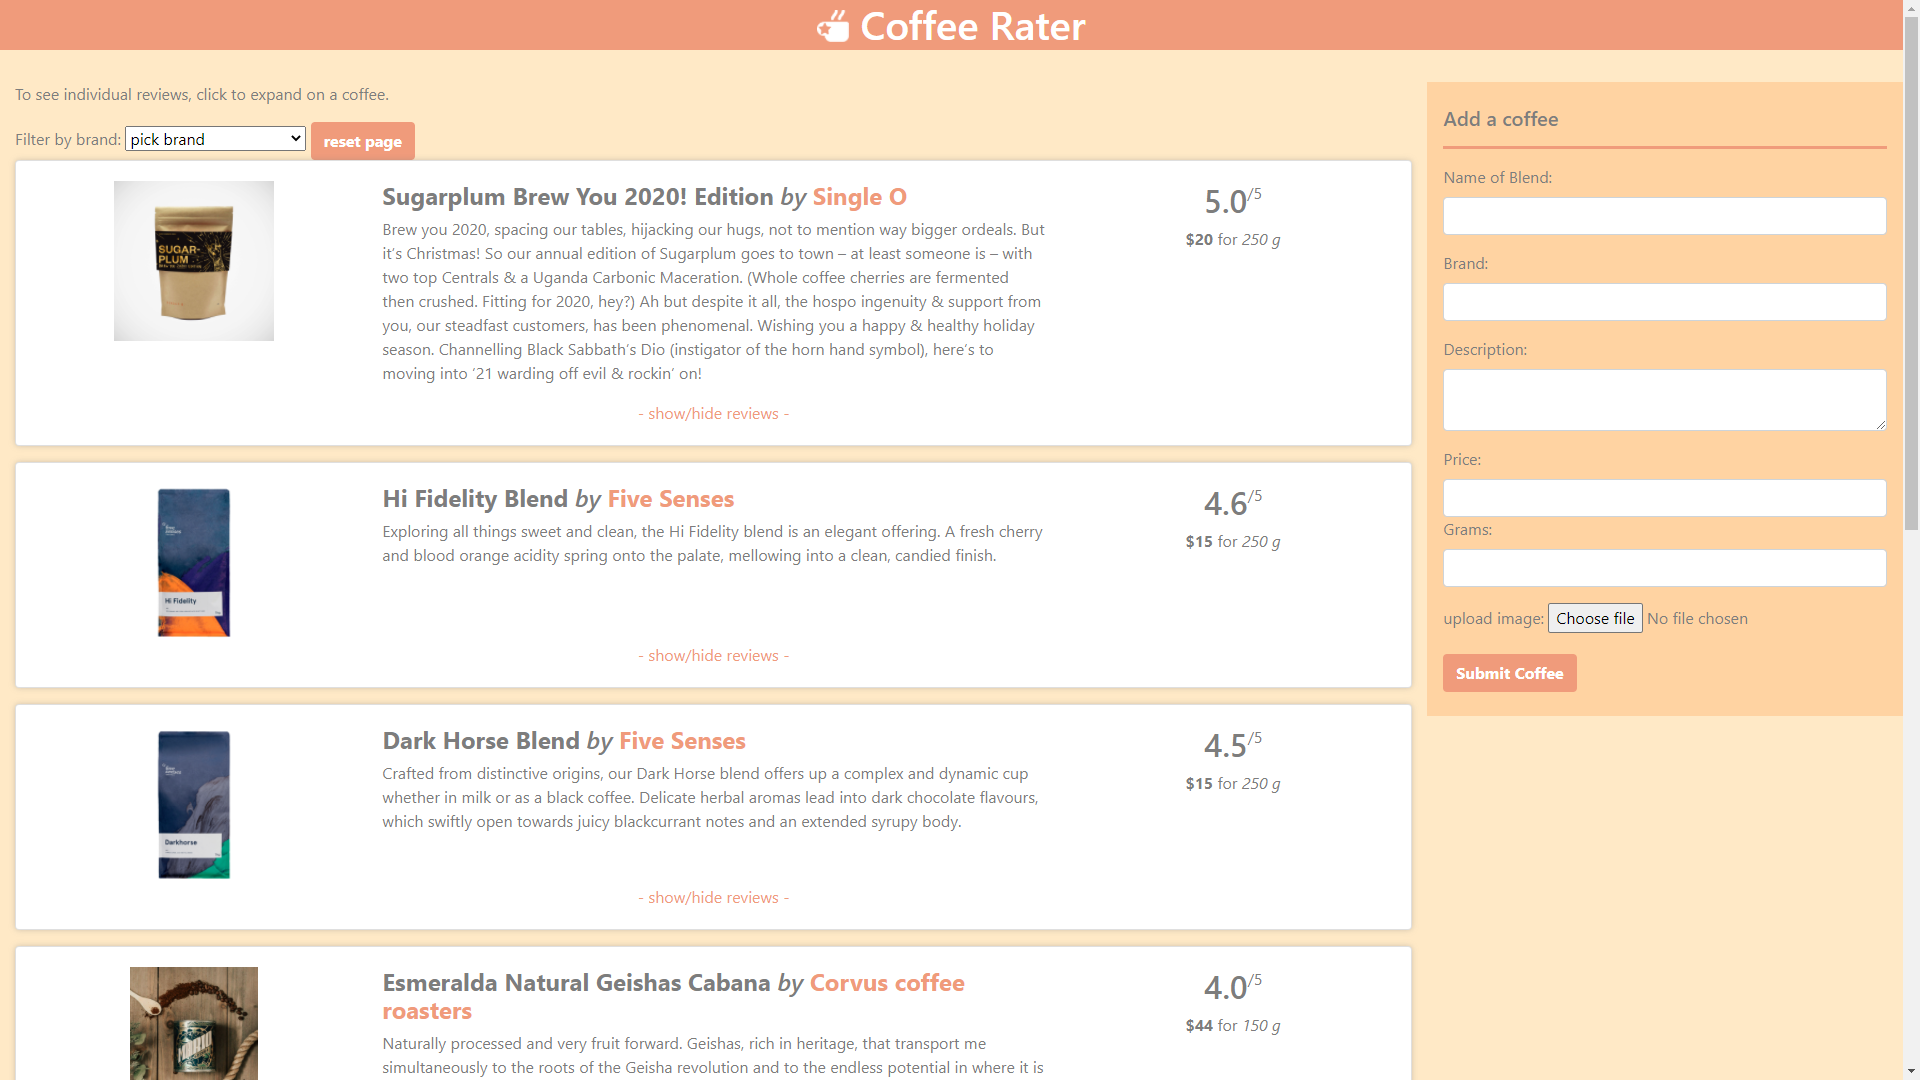 Coffee Rater
To see individual reviews, click to expand on a coffee.
Filter by brand: pick brand reset page
SUGAR-
PLUM
Sugarplum Brew You 2020! Edition by Single O
Brew you 2020, spacing our tables, hijacking our hugs, not to mention way bigger ordeals. But
it’s Christmas! So our annual edition of Sugarplum goes to town – at least someone is – with
two top Centrals & a Uganda Carbonic Maceration. (Whole coffee cherries are fermented
then crushed. Fitting for 2020, hey?) Ah but despite it all, the hospo ingenuity & support from
you, our steadfast customers, has been phenomenal. Wishing you a happy & healthy holiday
season. Channelling Black Sabbath’s Dio (instigator of the horn hand symbol), here’s to
moving into ’21 warding off evil & rockin’ on!
5.0/5
$20 for 250 g
- show/hide reviews -
Hi Fidelity
Hi Fidelity Blend by Five Senses
Exploring all things sweet and clean, the Hi Fidelity blend is an elegant offering. A fresh cherry
and blood orange acidity spring onto the palate, mellowing into a clean, candied finish.
4.6/5
$15 for 250 g
- show/hide reviews -
Darkhorse
Dark Horse Blend by Five Senses
Crafted from distinctive origins, our Dark Horse blend offers up a complex and dynamic cup
whether in milk or as a black coffee. Delicate herbal aromas lead into dark chocolate flavours,
which swiftly open towards juicy blackcurrant notes and an extended syrupy body.
4.5/5
$15 for 250 g
- show/hide reviews -
Esmeralda Natural Geishas Cabana by Corvus coffee
roasters
Naturally processed and very fruit forward. Geishas, rich in heritage, that transport me
simultaneously to the roots of the Geisha revolution and to the endless potential in where it is
4.0/5
$44 for 150 g
Add a coffee
Name of Blend:
Brand:
Description:
Price:
Grams:
upload image: Choose file No file chosen
Submit Coffee